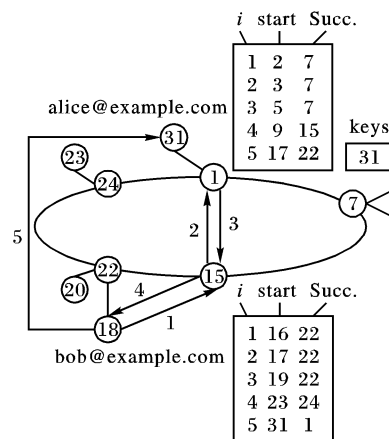 i start Succ.
1 2 7
2 3 7
3 5 7
4 9 15
5 17 22
alice@example.com
31
keys
31
23
24
1
7
5
2
3
22
15
20
4
18
1
bob@example.com
i start Succ.
1 16 22
2 17 22
3 19 22
4 23 24
5 31 1